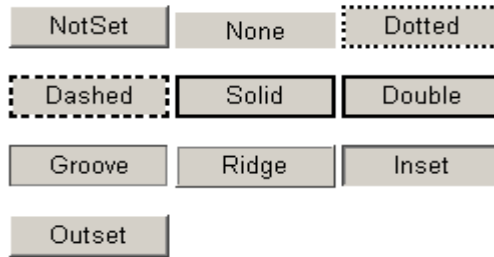 NotSet None Dotted
Dashed Solid Double
Groove Ridge Inset
Outset